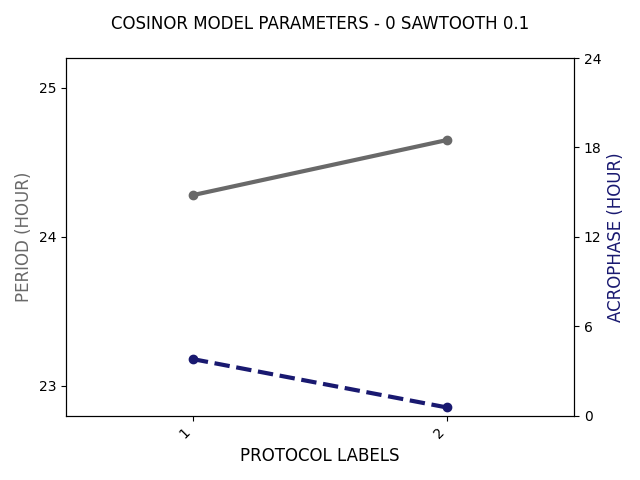 COSINOR MODEL PARAMETERS - 0 SAWTOOTH 0.1
PERIOD (HOUR)
25
24
23
24
18
12
6
0
ACROPHASE (HOUR)
1
2
PROTOCOL LABELS